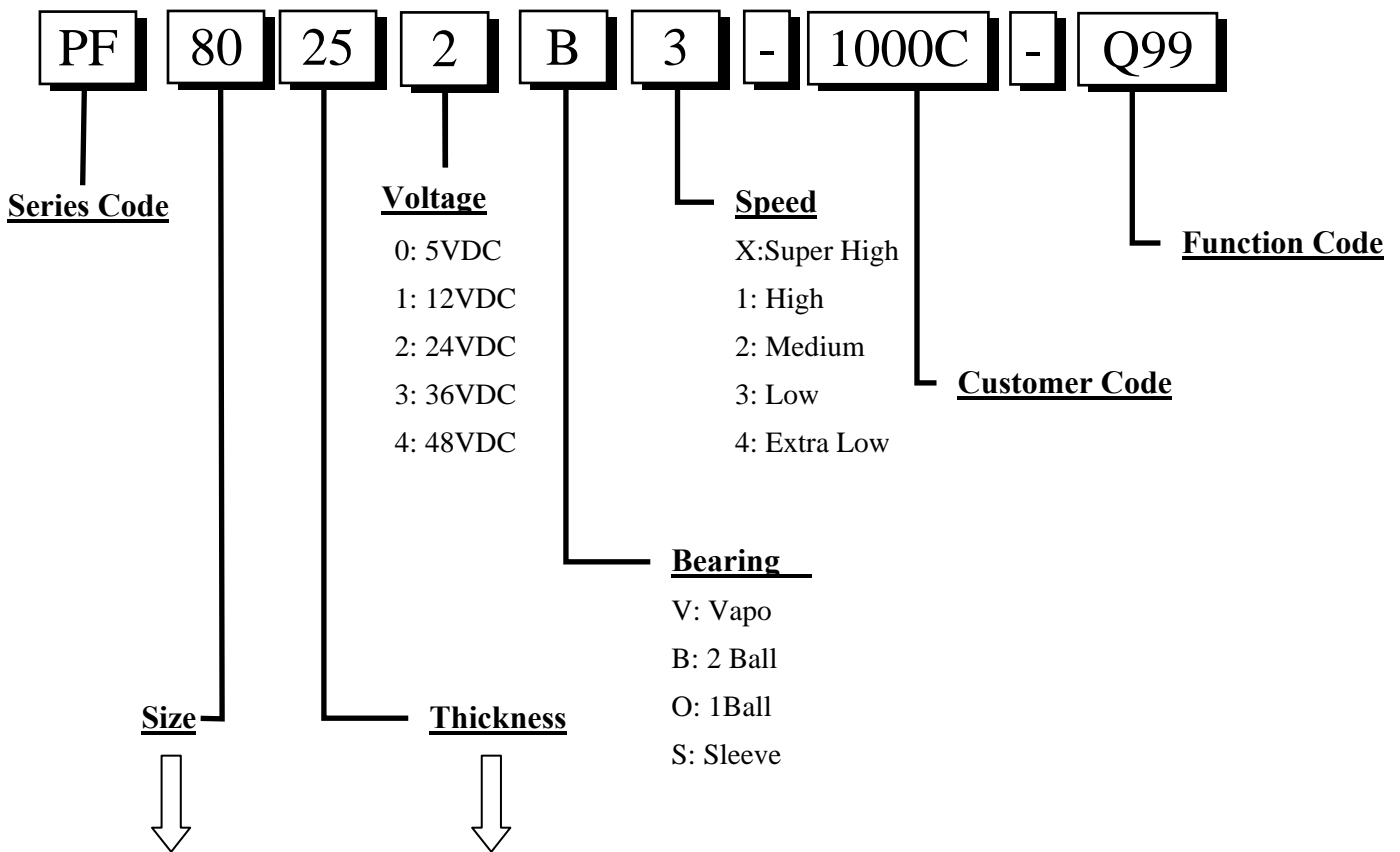 PF 80 25 2 B 3 - 1000C - Q99
Series Code
Voltage
0: 5VDC
1: 12VDC
2: 24VDC
3: 36VDC
4: 48VDC
Speed
X:Super High
1: High
2: Medium
3: Low
4: Extra Low
Function Code
Customer Code
Bearing
V: Vapo
B: 2 Ball
O: 1Ball
S: Sleeve
Size
Thickness